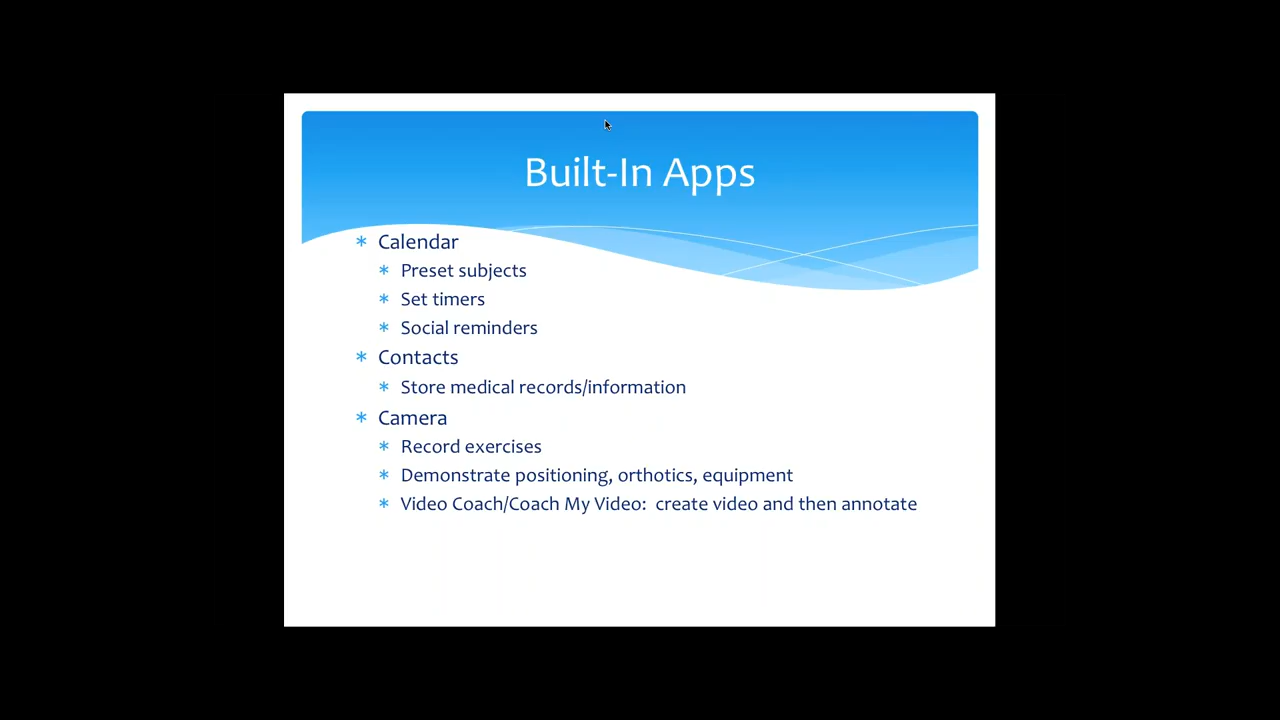 Built-In Apps
* Calendar
* Preset subjects
* Set timers
* Social reminders
* Contacts
* Store medical records/information
* Camera
* Record exercises
* Demonstrate positioning, orthotics, equipment
* Video Coach/Coach My Video:  create video and then annotate